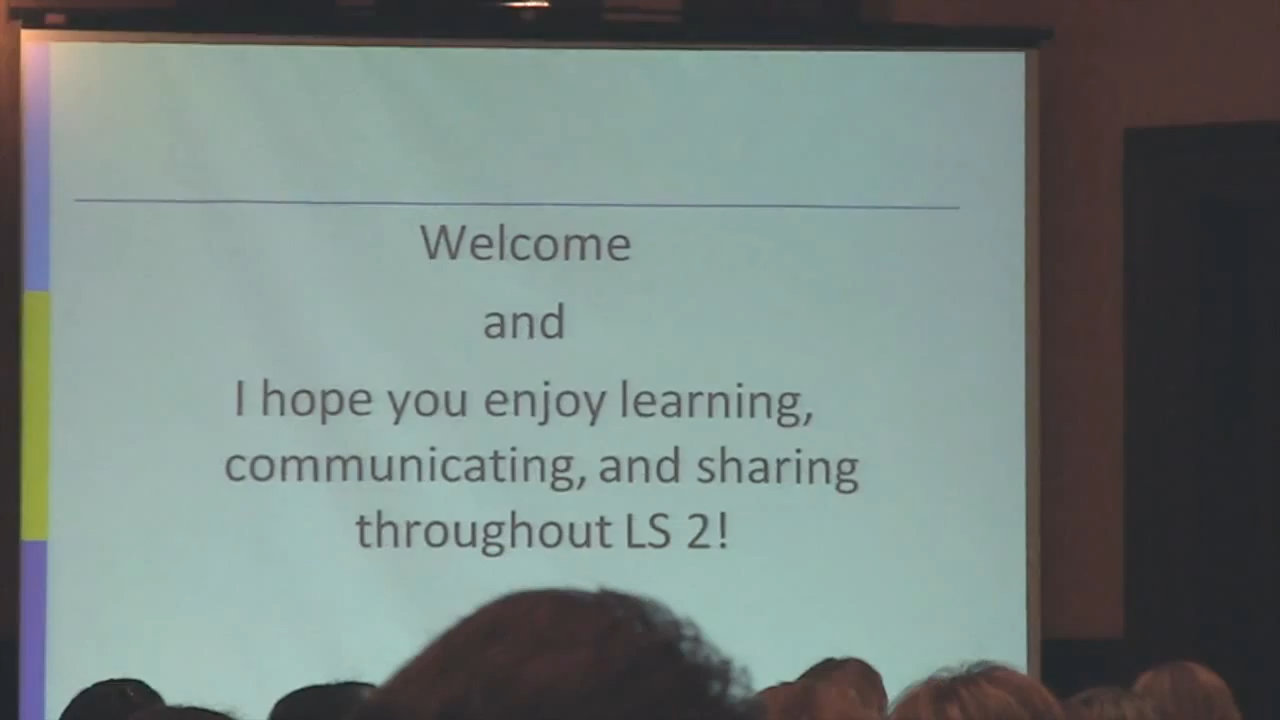 Welcome
and
I hope you enjoy learning,
communicating, and sharing
throughout LS 2!